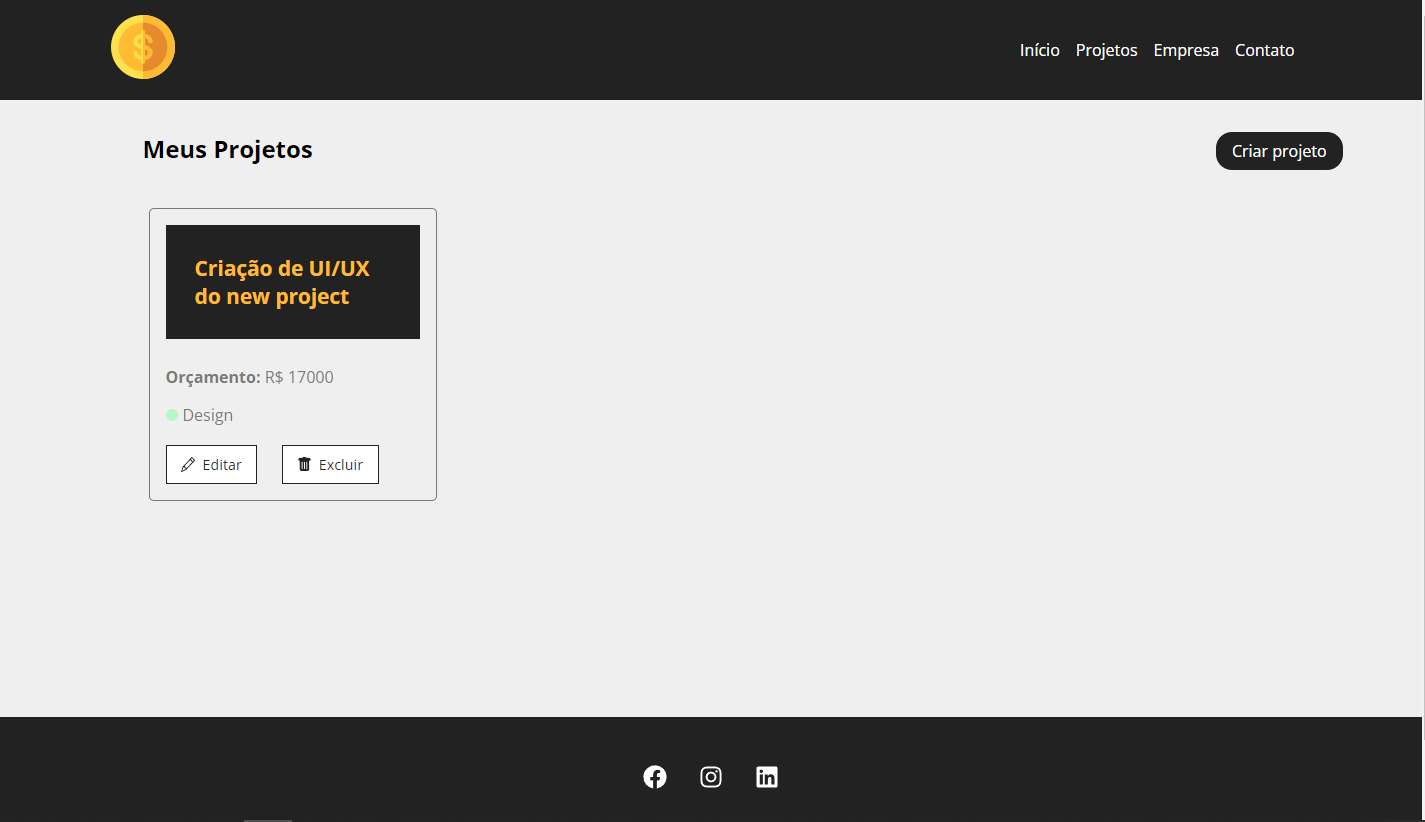 $
Início Projetos Empresa Contato
Meus Projetos
Criar projeto
Criação de UI/UX
do new project
Orçamento: R$ 17000
Design
Editar Excluir